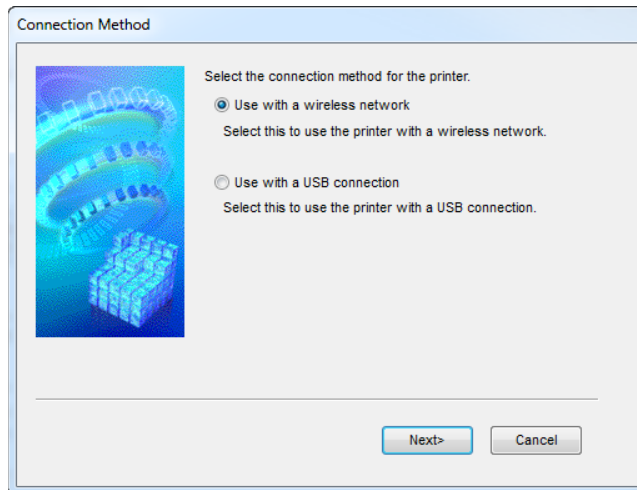 Connection Method
Select the connection method for the printer.
Use with a wireless network
Select this to use the printer with a wireless network.
Use with a USB connection
Select this to use the printer with a USB connection.
Next>
Cancel